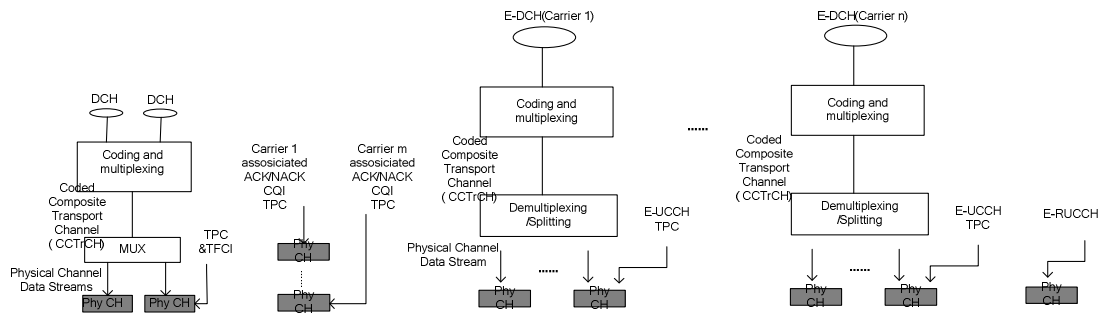 E-DCH(Carrier 1)
E-DCH(Carrier n)
DCH
DCH
Coding and
multiplexing
Coded
Composite
Transport
Channel
( CCTrCH)
MUX
TPC
&TFCI
Physical Channel
Data Streams
Phy CH
Phy CH
Carrier 1
assosiciated
ACK/NACK
CQI
TPC
Carrier m
assosiciated
ACK/NACK
CQI
TPC
Phy
CH
Phy
CH
Coding and
multiplexing
Coded
Composite
Transport
Channel
( CCTrCH)
Demultiplexing
/Splitting
E-UCCH
TPC
Physical Channel
Data Stream
......
Phy
CH
Phy
CH
......
Coding and
multiplexing
Coded
Composite
Transport
Channel
( CCTrCH)
Demultiplexing
/Splitting
E-UCCH
TPC
......
Phy
CH
Phy
CH
E-RUCCH
Phy
CH